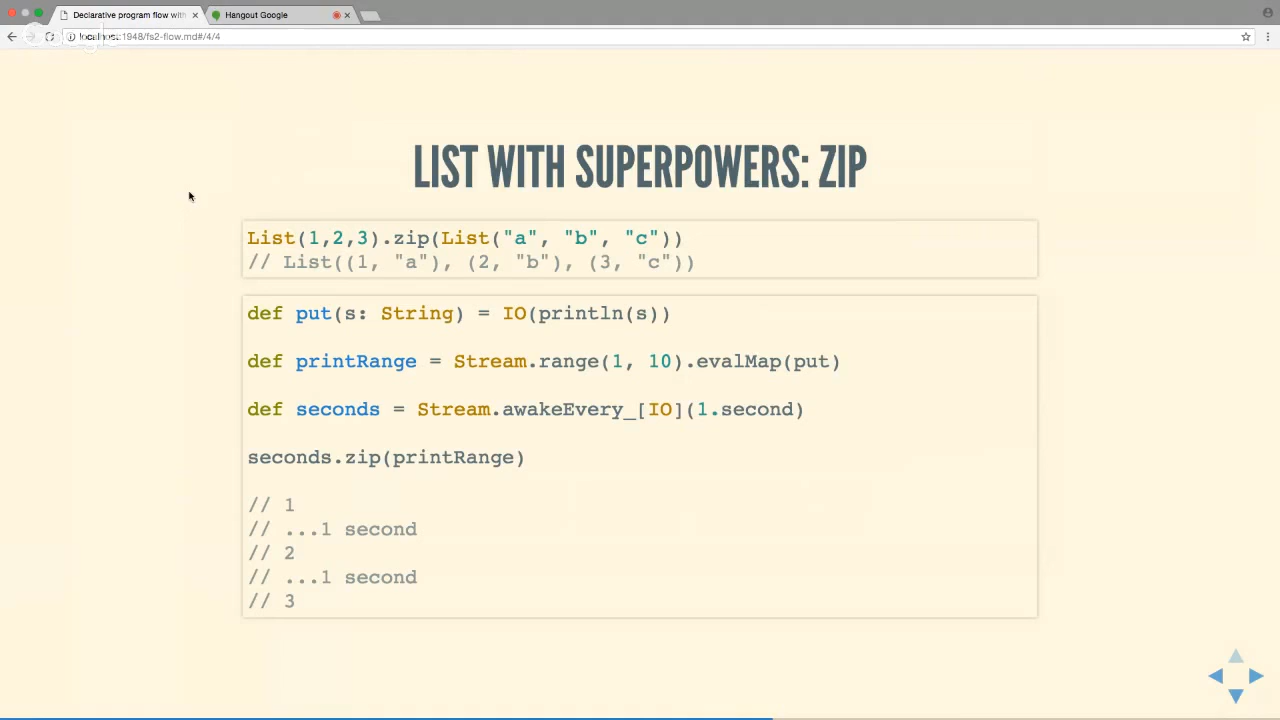 Declarative program flow with
Hangout Google
1948/fs2-flow.md#/4/4
LIST WITH SUPERPOWERS: ZIP
List(1,2,3).zip(List("a", "b", "c"))
// List((1, "a"), (2, "b"), (3, "c"))
def put(s: String) = IO(println(s))
def printRange = Stream.range(1, 10).evalMap(put)
def seconds = Stream.awakeEvery_[IO](1.second)
seconds.zip(printRange)
// 1
// ...1 second
// 2
// ...1 second
// 3